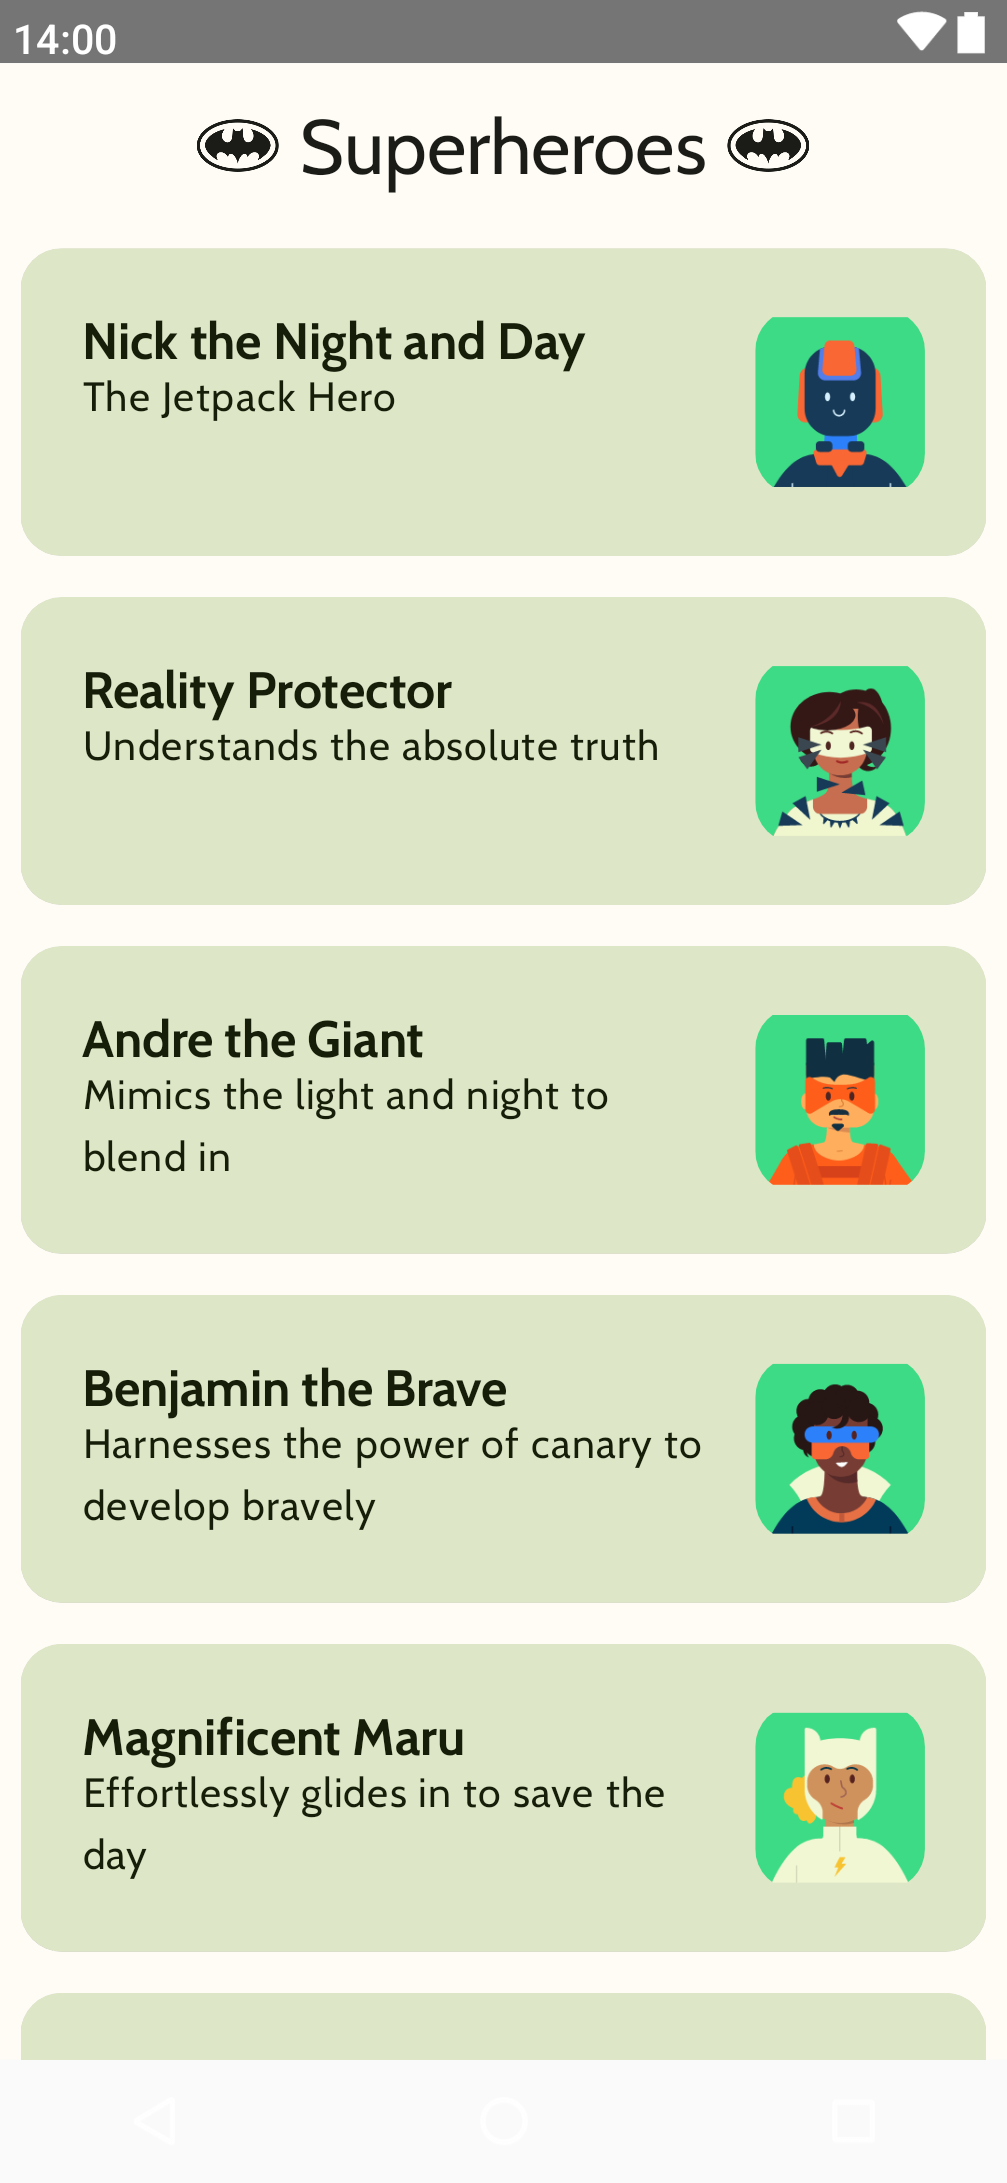 14:00
Superheroes
Nick the Night and Day
The Jetpack Hero
Reality Protector
Understands the absolute truth
Andre the Giant
Mimics the light and night to
blend in
Benjamin the Brave
Harnesses the power of canary to
develop bravely
Magnificent Maru
Effortlessly glides in to save the
day